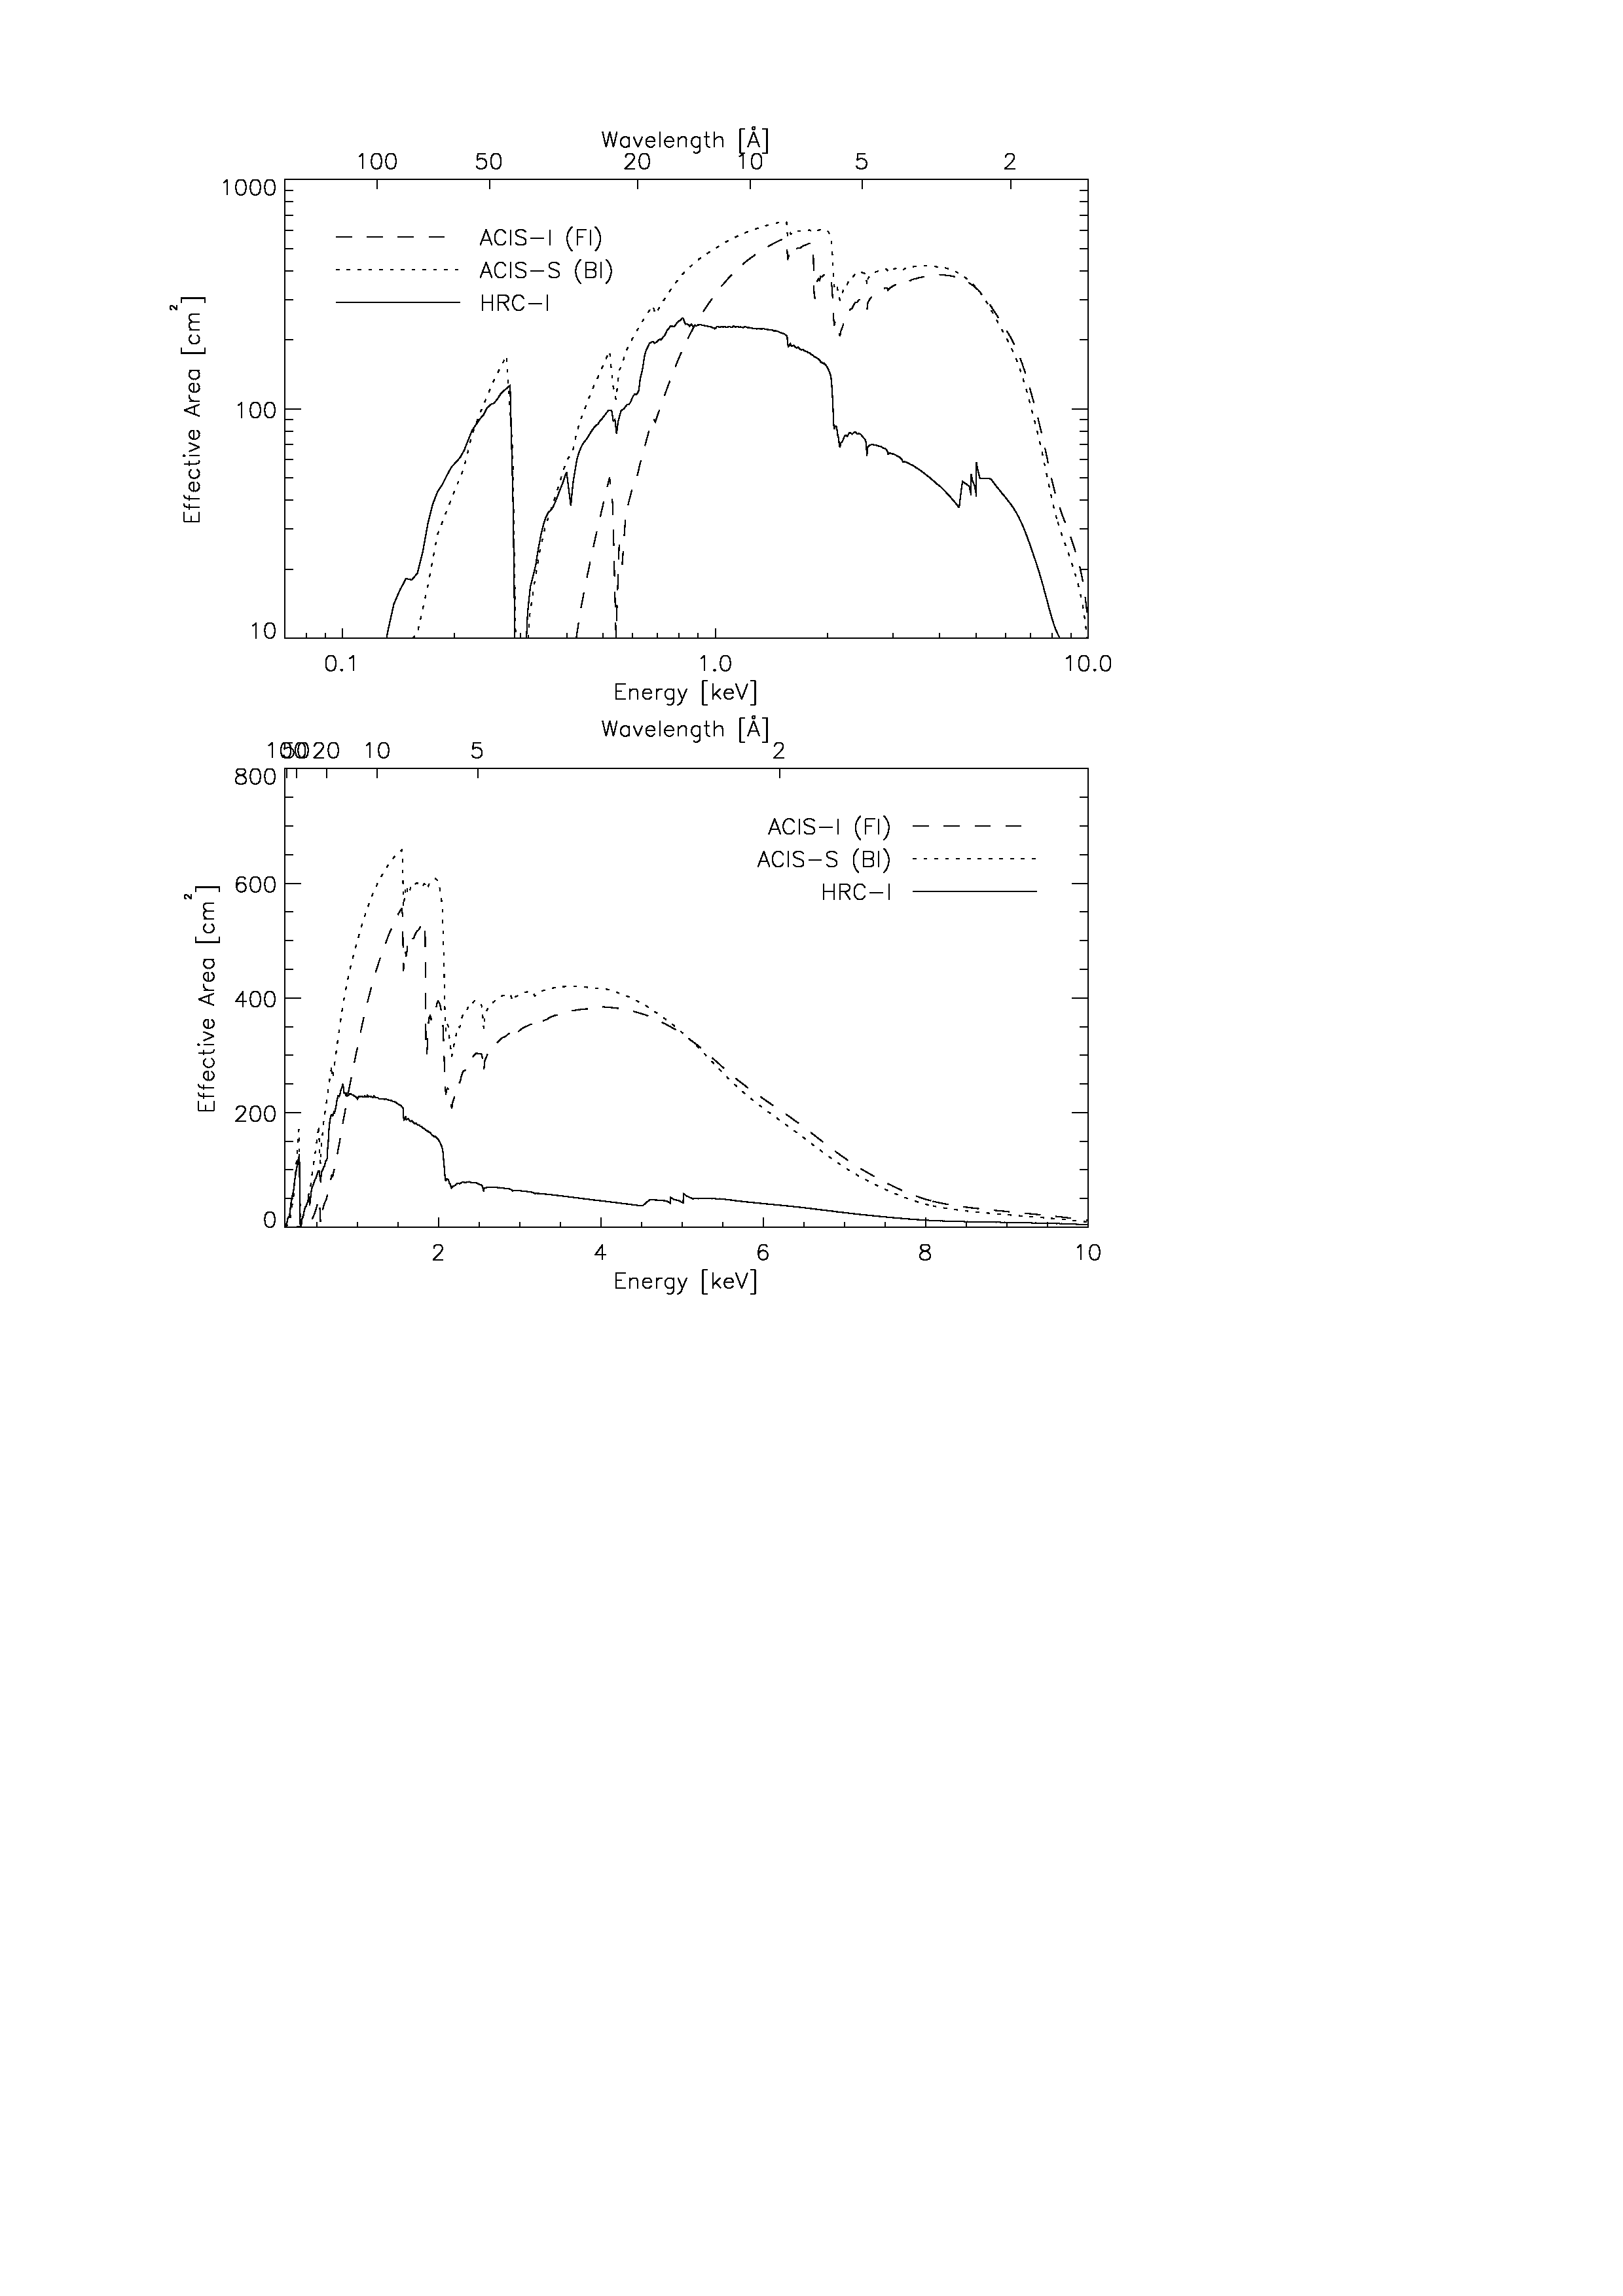 Wavelength [Å]
100 50 20 10 5 2
1000
ACIS-I (FI)
ACIS-S (BI)
HRC-I
Effective Area [cm²]
100
10
0.1 1.0 10.0
Energy [keV]
Wavelength [Å]
100 50 20 10 5 2
800
ACIS-I (FI)
ACIS-S (BI)
HRC-I
600
Effective Area [cm²]
400
200
0
2 4 6 8 10
Energy [keV]